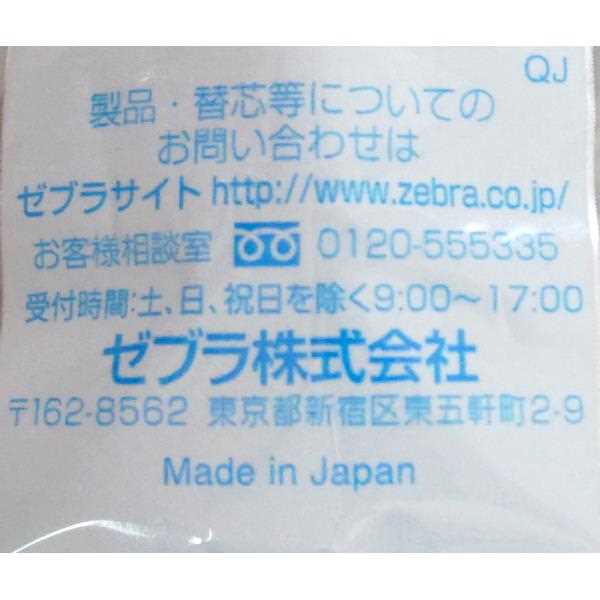 QJ
製品・替芯等についての
お問い合わせは
ゼブラサイト http://www.zebra.co.jp/
お客様相談室 0120-555335
受付時間:土、日、祝日を除く9:00〜17:00
ゼブラ株式会社
〒162-8562 東京都新宿区東五軒町2-9
Made in Japan